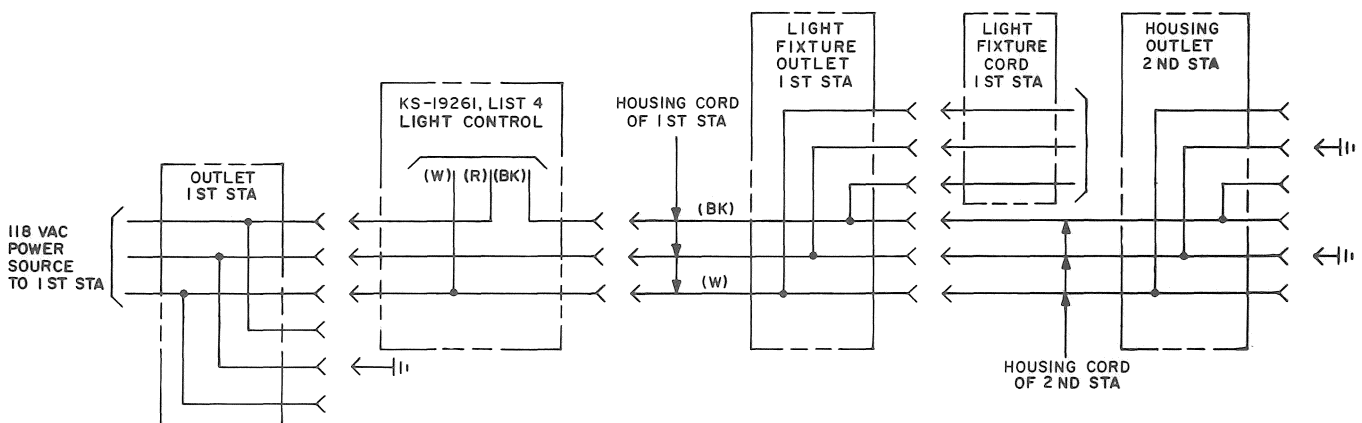 118 VAC
POWER
SOURCE
TO 1ST STA
OUTLET
1ST STA
KS-19261, LIST 4
LIGHT CONTROL
(W) (R) (BK)
HOUSING CORD
OF 1ST STA
(BK)
(W)
LIGHT
FIXTURE
OUTLET
1ST STA
LIGHT
FIXTURE
CORD
1ST STA
HOUSING CORD
OF 2ND STA
HOUSING
OUTLET
2ND STA